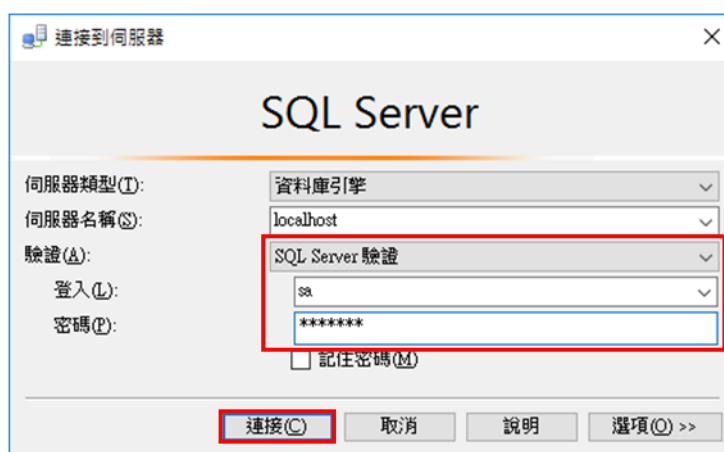 連接到伺服器
SQL Server
伺服器類型(T): 資料庫引擎
伺服器名稱(S): localhost
驗證(A): SQL Server 驗證
登入(L): sa
密碼(P): *******
記住密碼(M)
連接(C) 取消 說明 選項(O) >>